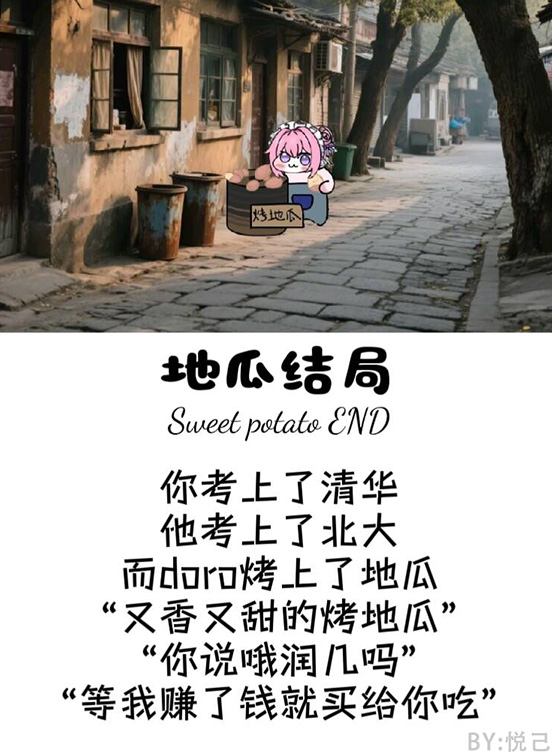 烤地瓜
地瓜结局
Sweet potato END
你考上了清华
他考上了北大
而doro烤上了地瓜
“又香又甜的烤地瓜”
“你说哦润几吗”
“等我赚了钱就买给你吃”
BY:悦己